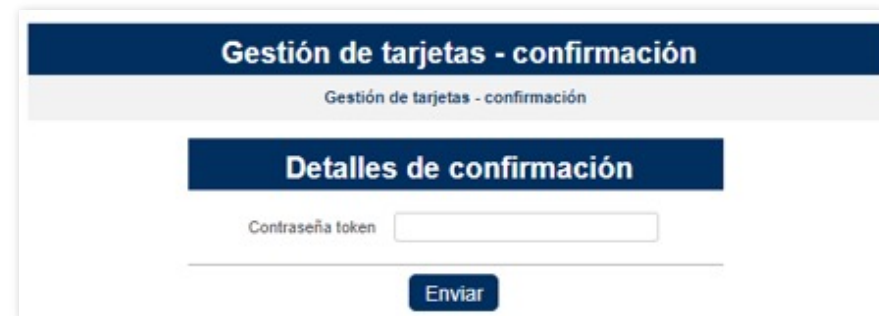 Gestión de tarjetas - confirmación
Gestión de tarjetas - confirmación
Detalles de confirmación
Contraseña token
Enviar